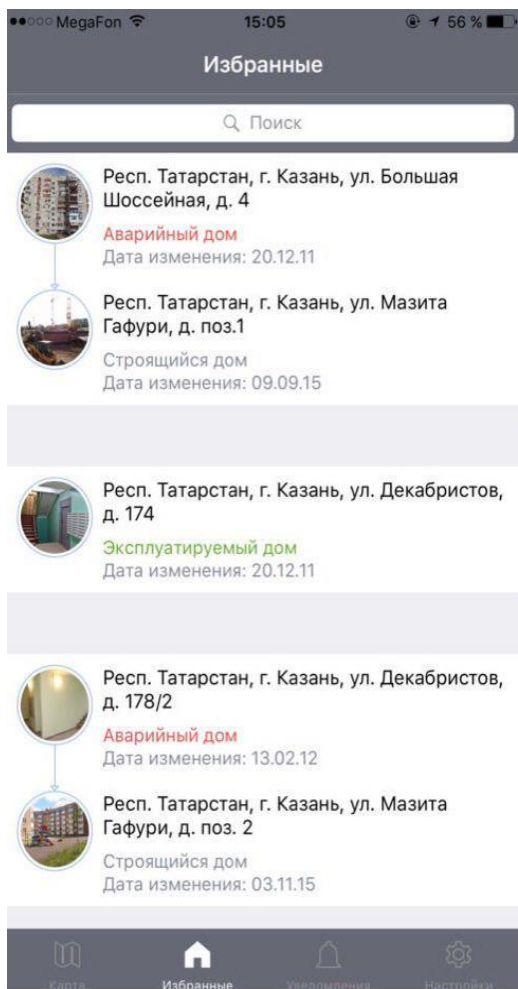 MegaFon 15:05 56 %
Избранные
Поиск
Респ. Татарстан, г. Казань, ул. Большая
Шоссейная, д. 4
Аварийный дом
Дата изменения: 20.12.11
Респ. Татарстан, г. Казань, ул. Мазита
Гафури, д. поз.1
Строящийся дом
Дата изменения: 09.09.15
Респ. Татарстан, г. Казань, ул. Декабристов,
д. 174
Эксплуатируемый дом
Дата изменения: 20.12.11
Респ. Татарстан, г. Казань, ул. Декабристов,
д. 178/2
Аварийный дом
Дата изменения: 13.02.12
Респ. Татарстан, г. Казань, ул. Мазита
Гафури, д. поз. 2
Строящийся дом
Дата изменения: 03.11.15
Карта Избранные Уведомления Настройки